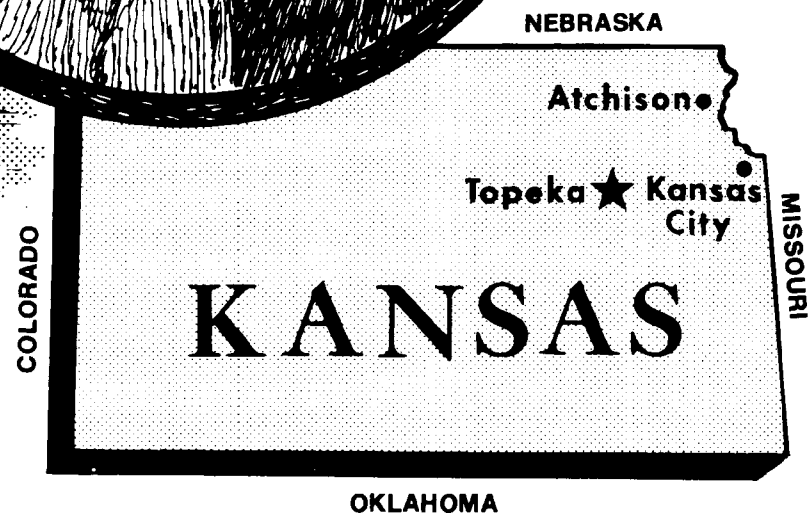 NEBRASKA
Atchison
Topeka Kansas
City
COLORADO
MISSOURI
KANSAS
OKLAHOMA